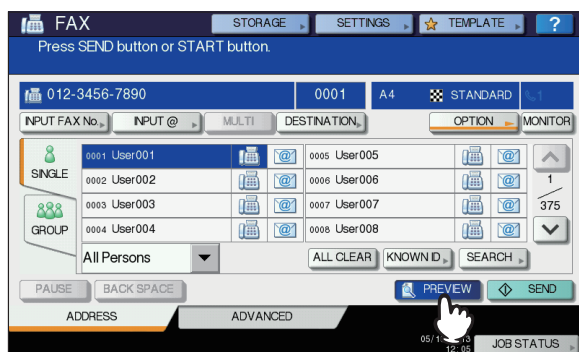 FAX STORAGE SETTINGS TEMPLATE ?
Press SEND button or START button.
012-3456-7890 0001 A4 STANDARD 1
INPUT FAX No. INPUT @ MULTI DESTINATION OPTION MONITOR
SINGLE
GROUP
0001 User001 0005 User005
0002 User002 0006 User006
0003 User003 0007 User007
0004 User004 0008 User008
1
375
All Persons ALL CLEAR KNOWN ID SEARCH
PAUSE BACK SPACE PREVIEW SEND
ADDRESS ADVANCED
12:05 JOB STATUS